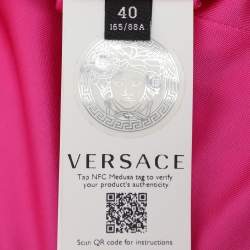 40
165/88A
VERSACE
Tap NFC Medusa tag to verify
your product's authenticity
Scan QR code for instructions